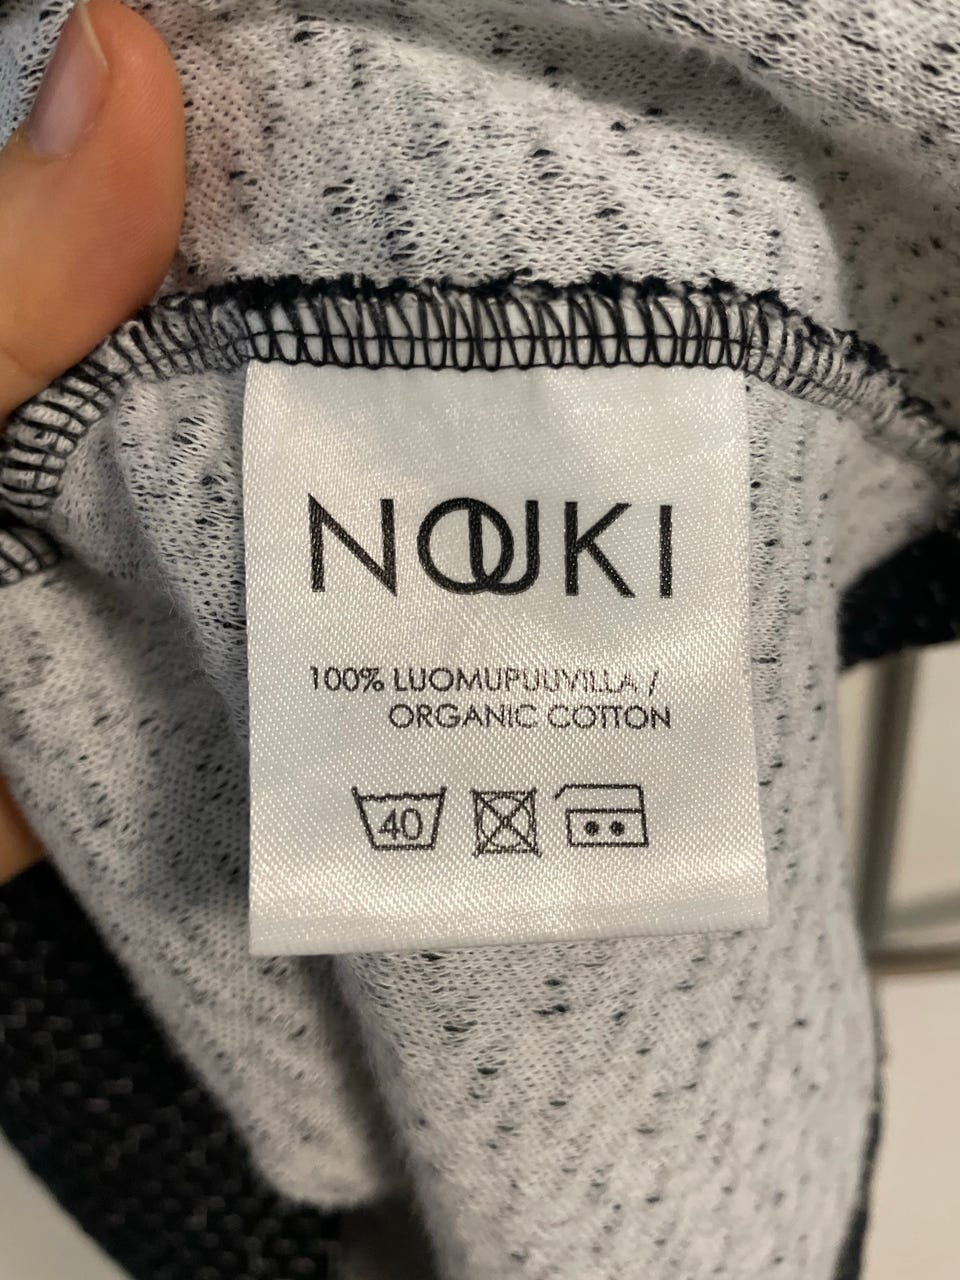 NOUKI
100% LUOMUPUUVILLA /
ORGANIC COTTON
40